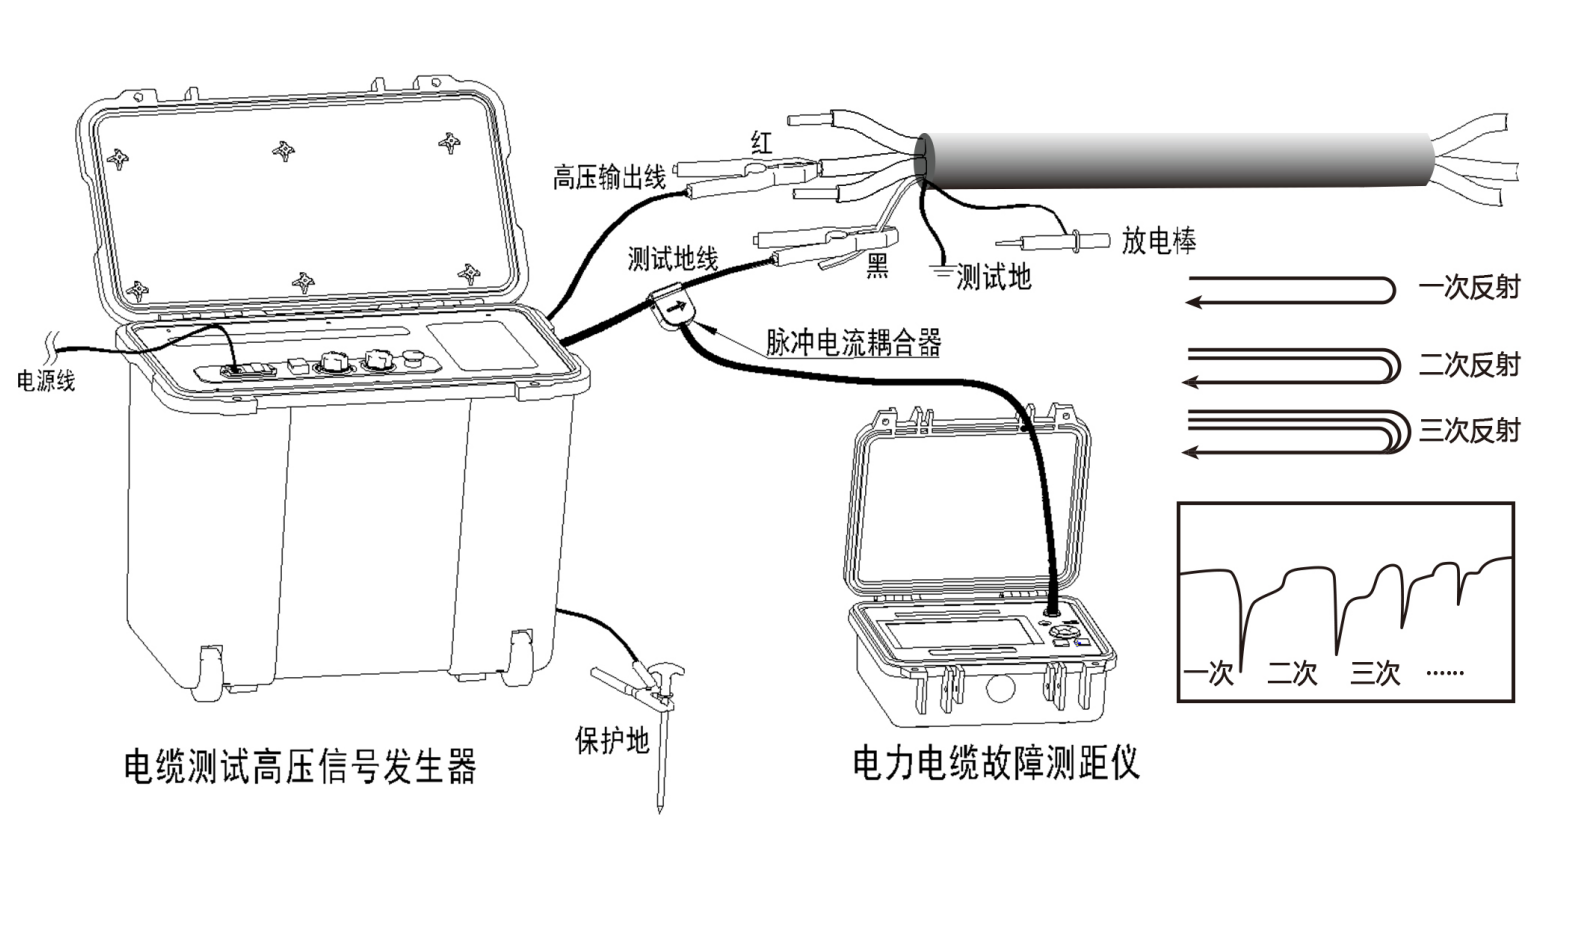 红
高压输出线
测试地线
黑
放电棒
测试地
一次反射
脉冲电流耦合器
电源线
二次反射
三次反射
一次 二次 三次 ……
保护地
电缆测试高压信号发生器
电力电缆故障测距仪